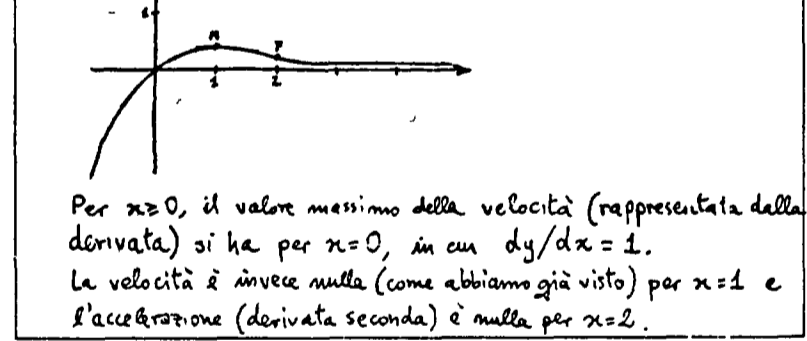 1
M
F
1
2
Per x≥0, il valore massimo della velocità (rappresentata dalla
derivata) si ha per x=0, in cui dy/dx = 1.
La velocità è invece nulla (come abbiamo già visto) per x=1 e
l'accelerazione (derivata seconda) è nulla per x=2.